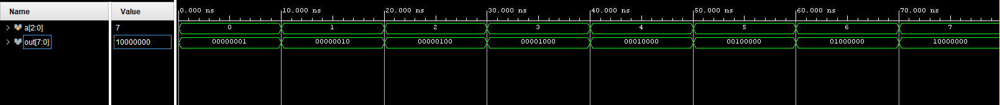 Name Value 0.000 ns 10.000 ns 20.000 ns 30.000 ns 40.000 ns 50.000 ns 60.000 ns 70.000 ns
a[2:0] 7 0 1 2 3 4 5 6 7
out[7:0] 10000000 00000001 00000010 00000100 00001000 00010000 00100000 01000000 10000000